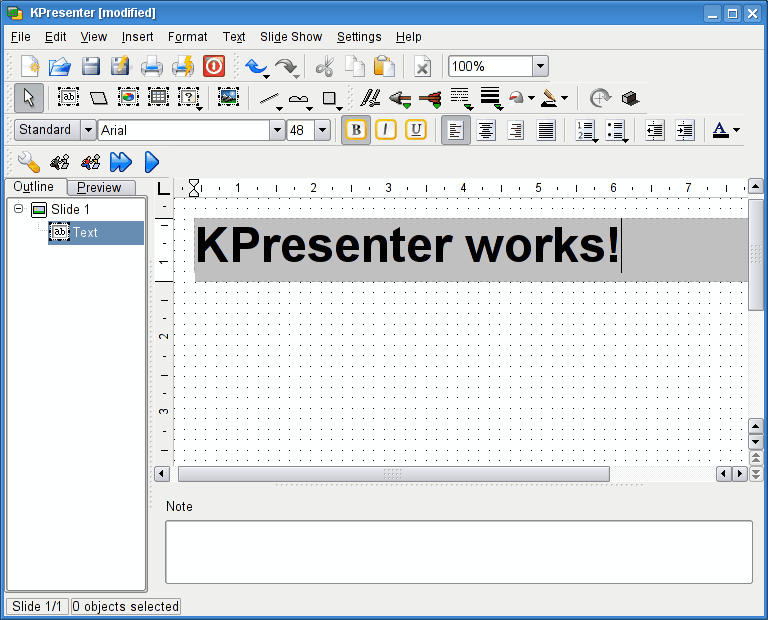 KPresenter [modified]
File Edit View Insert Format Text Slide Show Settings Help
100%
ab ?
Standard Arial 48 B I U A
Outline Preview
1 2 3 4 5 6 7
Slide 1
ab Text
KPresenter works!
1
2
3
Note
Slide 1/1 0 objects selected